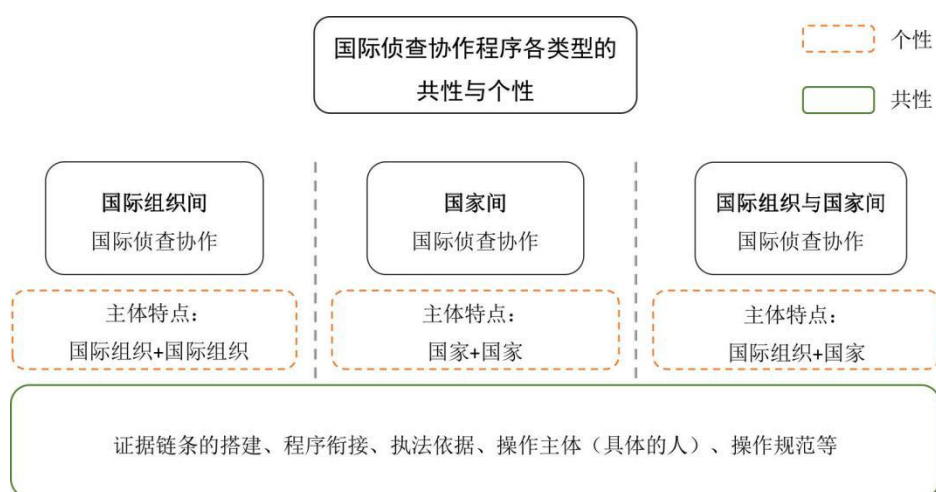 国际侦查协作程序各类型的
共性与个性
个性
共性
国际组织间
国际侦查协作
国家间
国际侦查协作
国际组织与国家间
国际侦查协作
主体特点：
国际组织+国际组织
主体特点：
国家+国家
主体特点：
国际组织+国家
证据链条的搭建、程序衔接、执法依据、操作主体（具体的人）、操作规范等